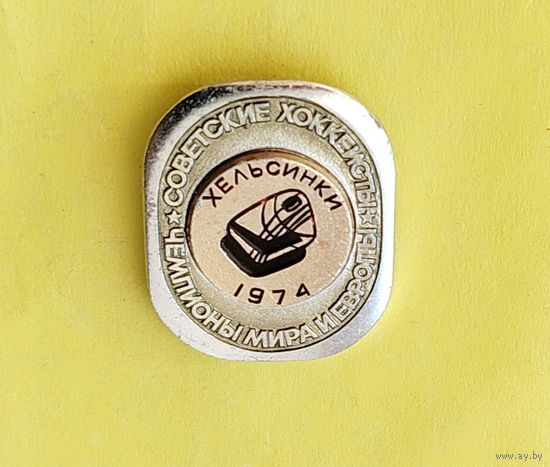 СОВЕТСКИЕ ХОККЕИСТЫ
ЧЕМПИОНЫ МИРА И ЕВРОПЫ
ХЕЛЬСИНКИ
1974
www.ay.by